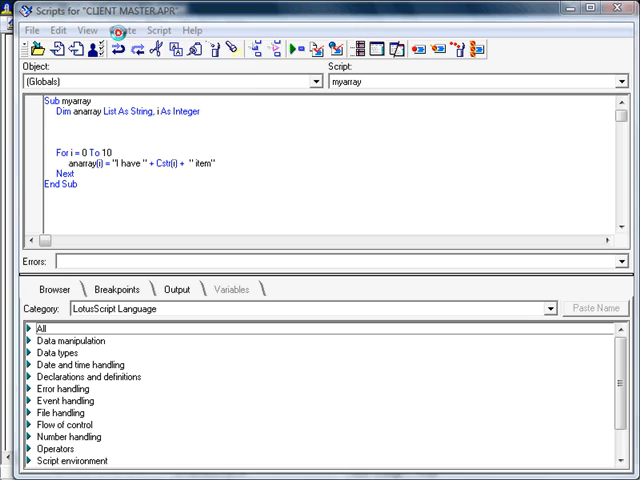 Scripts for "CLIENT MASTER.APR"
File Edit View Script Help
Object: Script:
(Globals) myarray
Sub myarray
Dim anarray List As String, i As Integer
For i = 0 To 10
anarray(i) = "I have " + Cstr(i) + " item"
Next
End Sub
Errors:
Browser Breakpoints Output Variables
Category: LotusScript Language Paste Name
All
Data manipulation
Data types
Date and time handling
Declarations and definitions
Error handling
Event handling
File handling
Flow of control
Number handling
Operators
Script environment